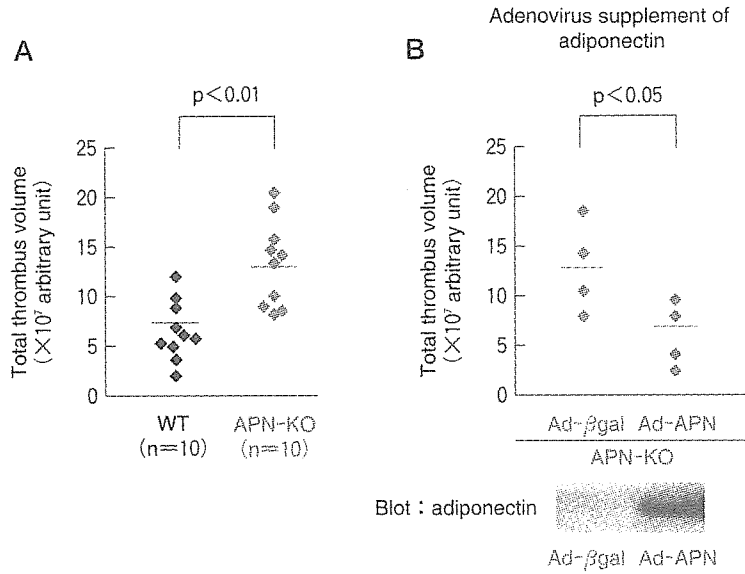 Adenovirus supplement of
adiponectin
A
B
p<0.01
p<0.05
Total thrombus volume
(×10⁷ arbitrary unit)
25
20
15
10
5
0
WT
(n=10)
APN-KO
(n=10)
Total thrombus volume
(×10⁷ arbitrary unit)
25
20
15
10
5
0
Ad-βgal Ad-APN
APN-KO
Blot : adiponectin
Ad-βgal Ad-APN